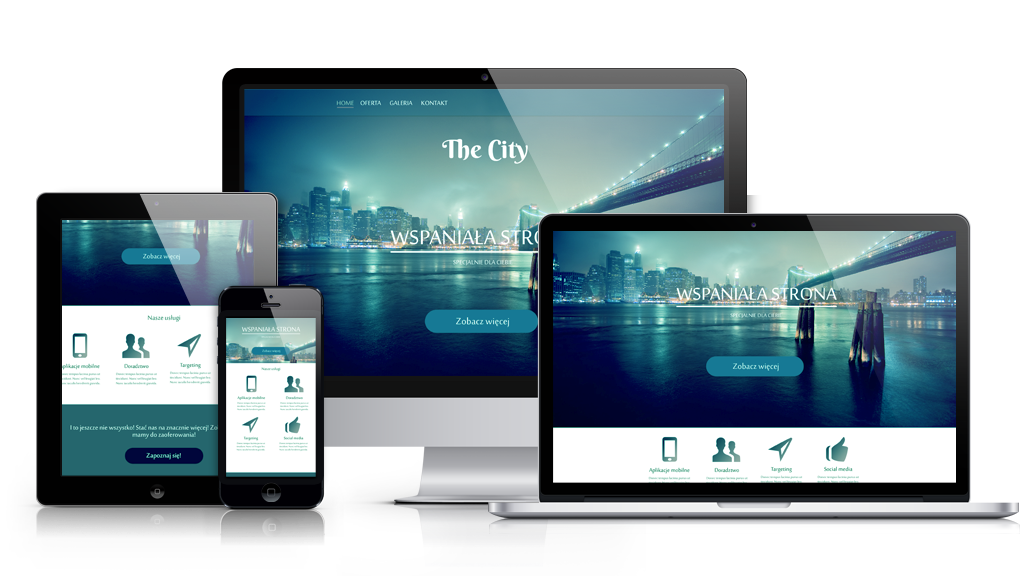 HOME OFERTA GALERIA KONTAKT
The City
WSPANIAŁA STRO
SPECJALNIE DLA CIEBIE
Zobacz więcej
Zobacz więcej
Nasze usługi
plikacje mobilne Doradztwo Targeting
I to jeszcze nie wszystko! Stać nas na znacznie więcej! Zo
mamy do zaoferowania!
Zapoznaj się!
WSPANIAŁA STRONA
Zobacz więcej
Nasze usługi
Aplikacje mobilne Doradztwo
Targeting Social media
WSPANIAŁA STRONA
SPECJALNIE DLA CIEBIE
Zobacz więcej
Aplikacje mobilne Doradztwo Targeting Social media